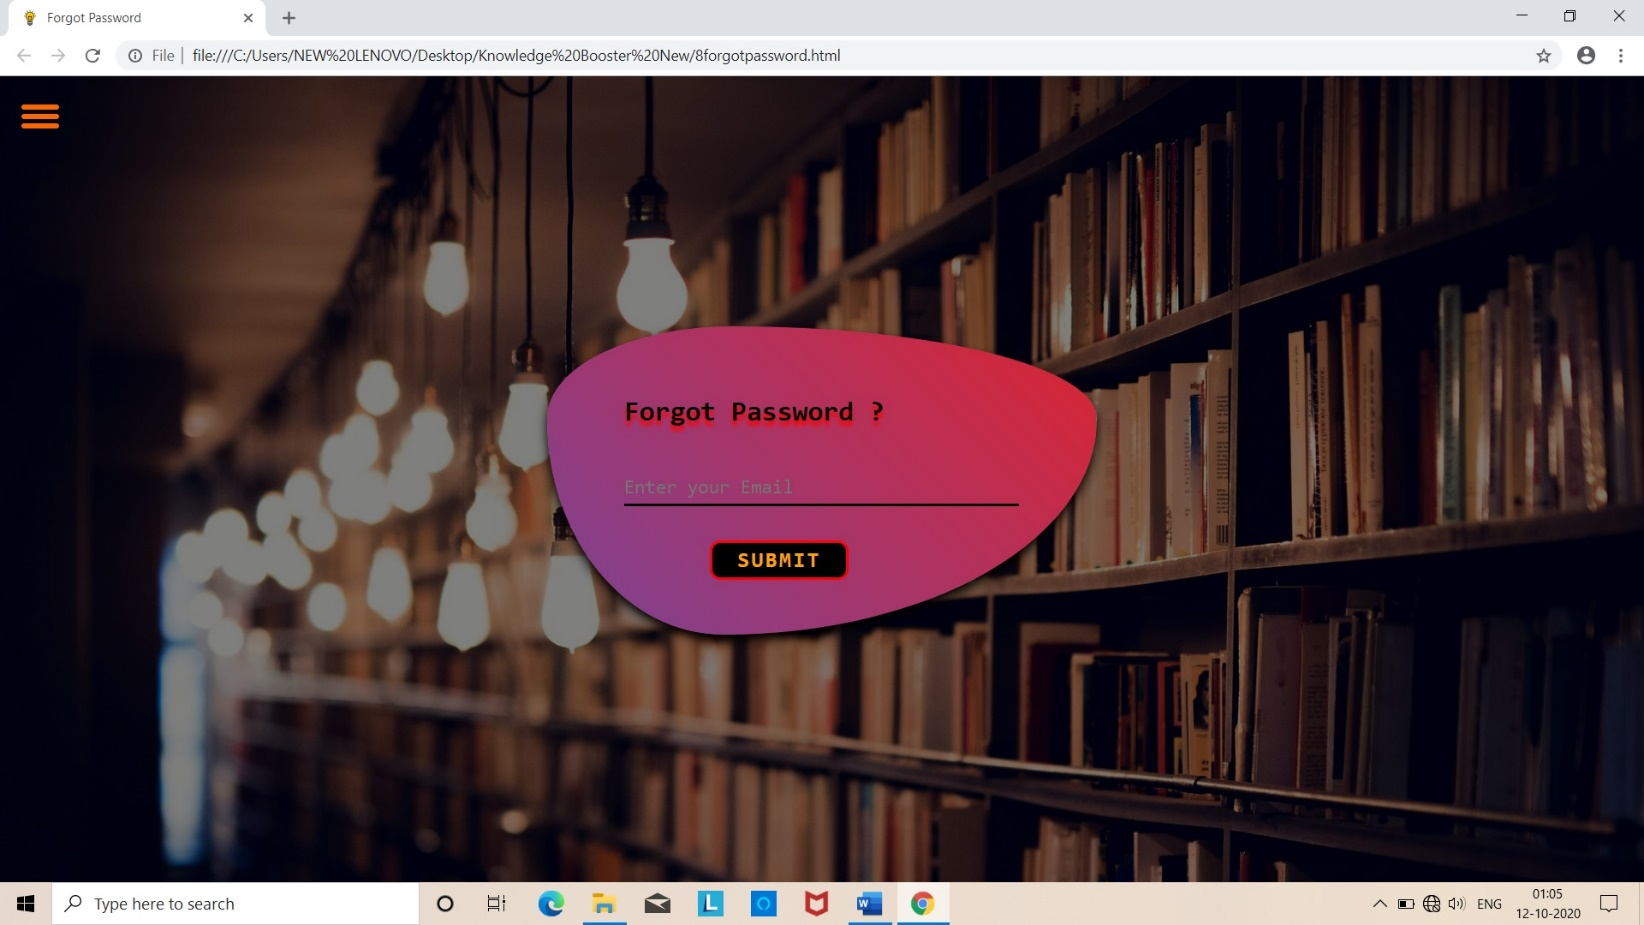 Forgot Password
File
file:///C:/Users/NEW%20LENOVO/Desktop/Knowledge%20Booster%20New/8forgotpassword.html
Forgot Password ?
Enter your Email
SUBMIT
Type here to search
ENG
01:05
12-10-2020